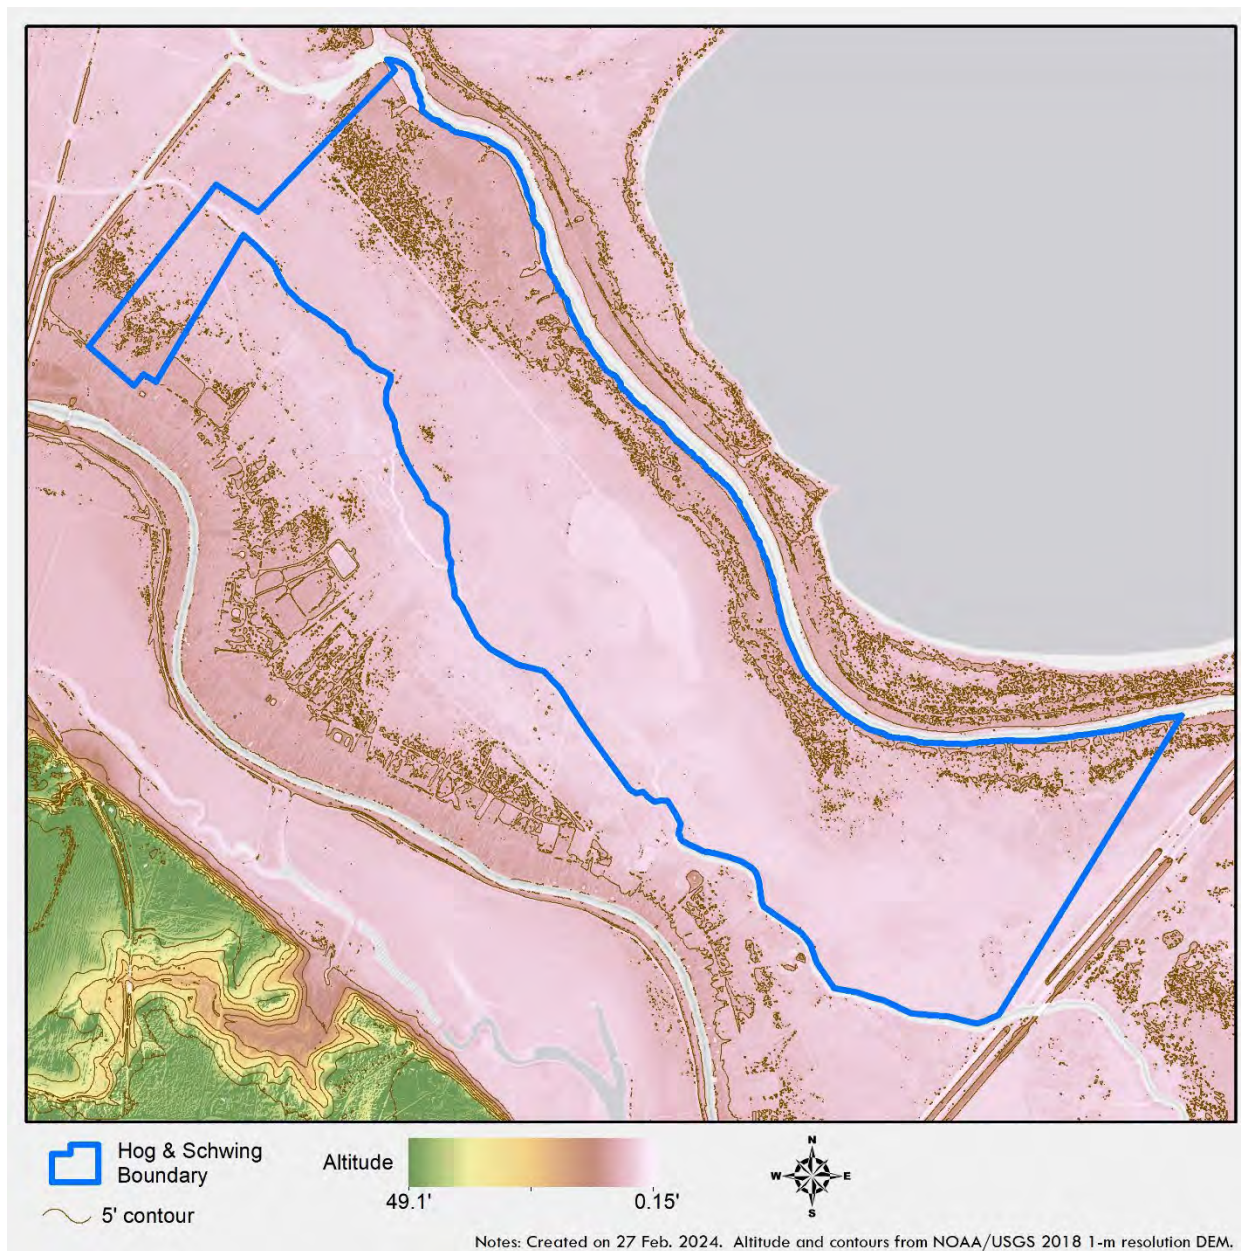 Hog & Schwing
Boundary
5' contour
Altitude
49.1'
0.15'
N
W
E
S
Notes: Created on 27 Feb. 2024. Altitude and contours from NOAA/USGS 2018 1-m resolution DEM.